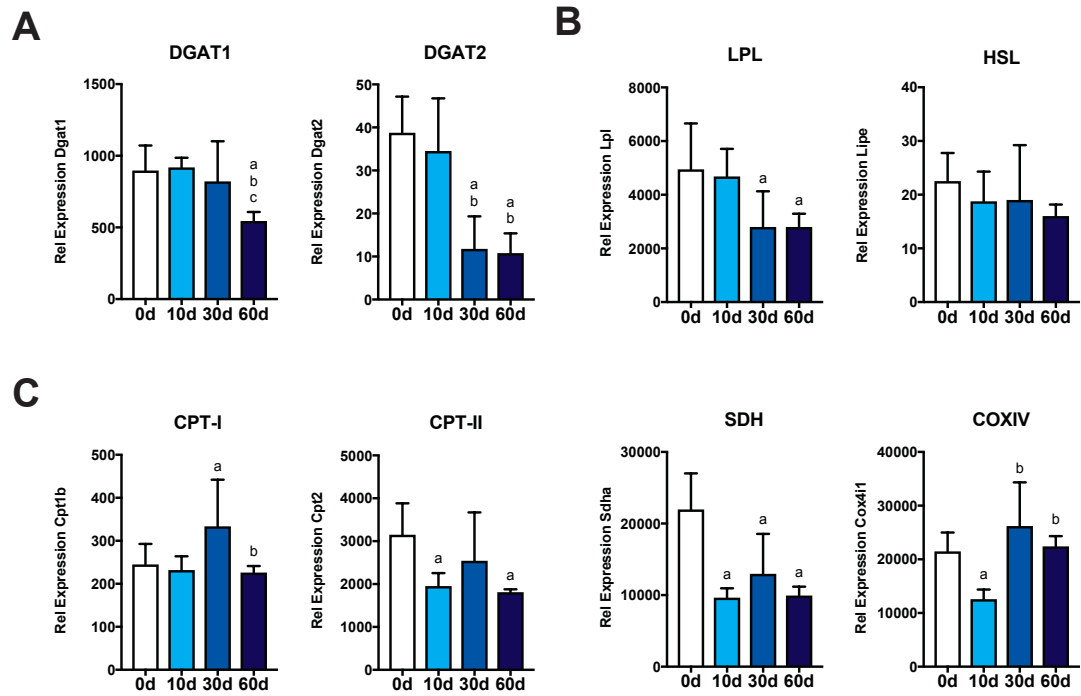 A
B
DGAT1
DGAT2
LPL
HSL
Rel Expression Dgat1
1500
1000
500
0
a
b
c
0d 10d 30d 60d
Rel Expression Dgat2
50
40
30
20
10
0
a
b
a
b
0d 10d 30d 60d
Rel Expression Lpl
8000
6000
4000
2000
0
a
a
0d 10d 30d 60d
Rel Expression Lipe
40
30
20
10
0
0d 10d 30d 60d
C
CPT-I
CPT-II
SDH
COXIV
Rel Expression Cpt1b
500
400
300
200
100
0
a
b
0d 10d 30d 60d
Rel Expression Cpt2
5000
4000
3000
2000
1000
0
a
a
0d 10d 30d 60d
Rel Expression Sdha
30000
20000
10000
0
a
a
a
0d 10d 30d 60d
Rel Expression Cox4i1
40000
30000
20000
10000
0
a
b
b
0d 10d 30d 60d